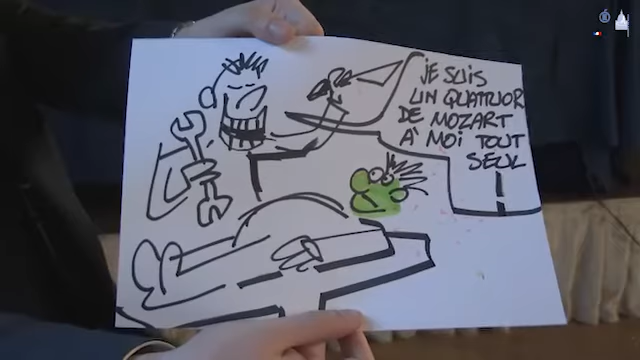 JE SUIS
UN QUATUOR
DE MOZART
À MOI TOUT
SEUL